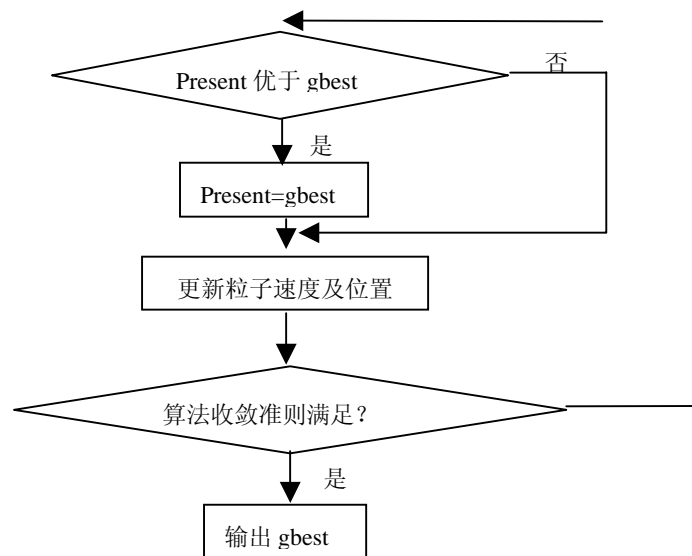 Present 优于 gbest
否
是
Present=gbest
更新粒子速度及位置
算法收敛准则满足？
是
输出 gbest